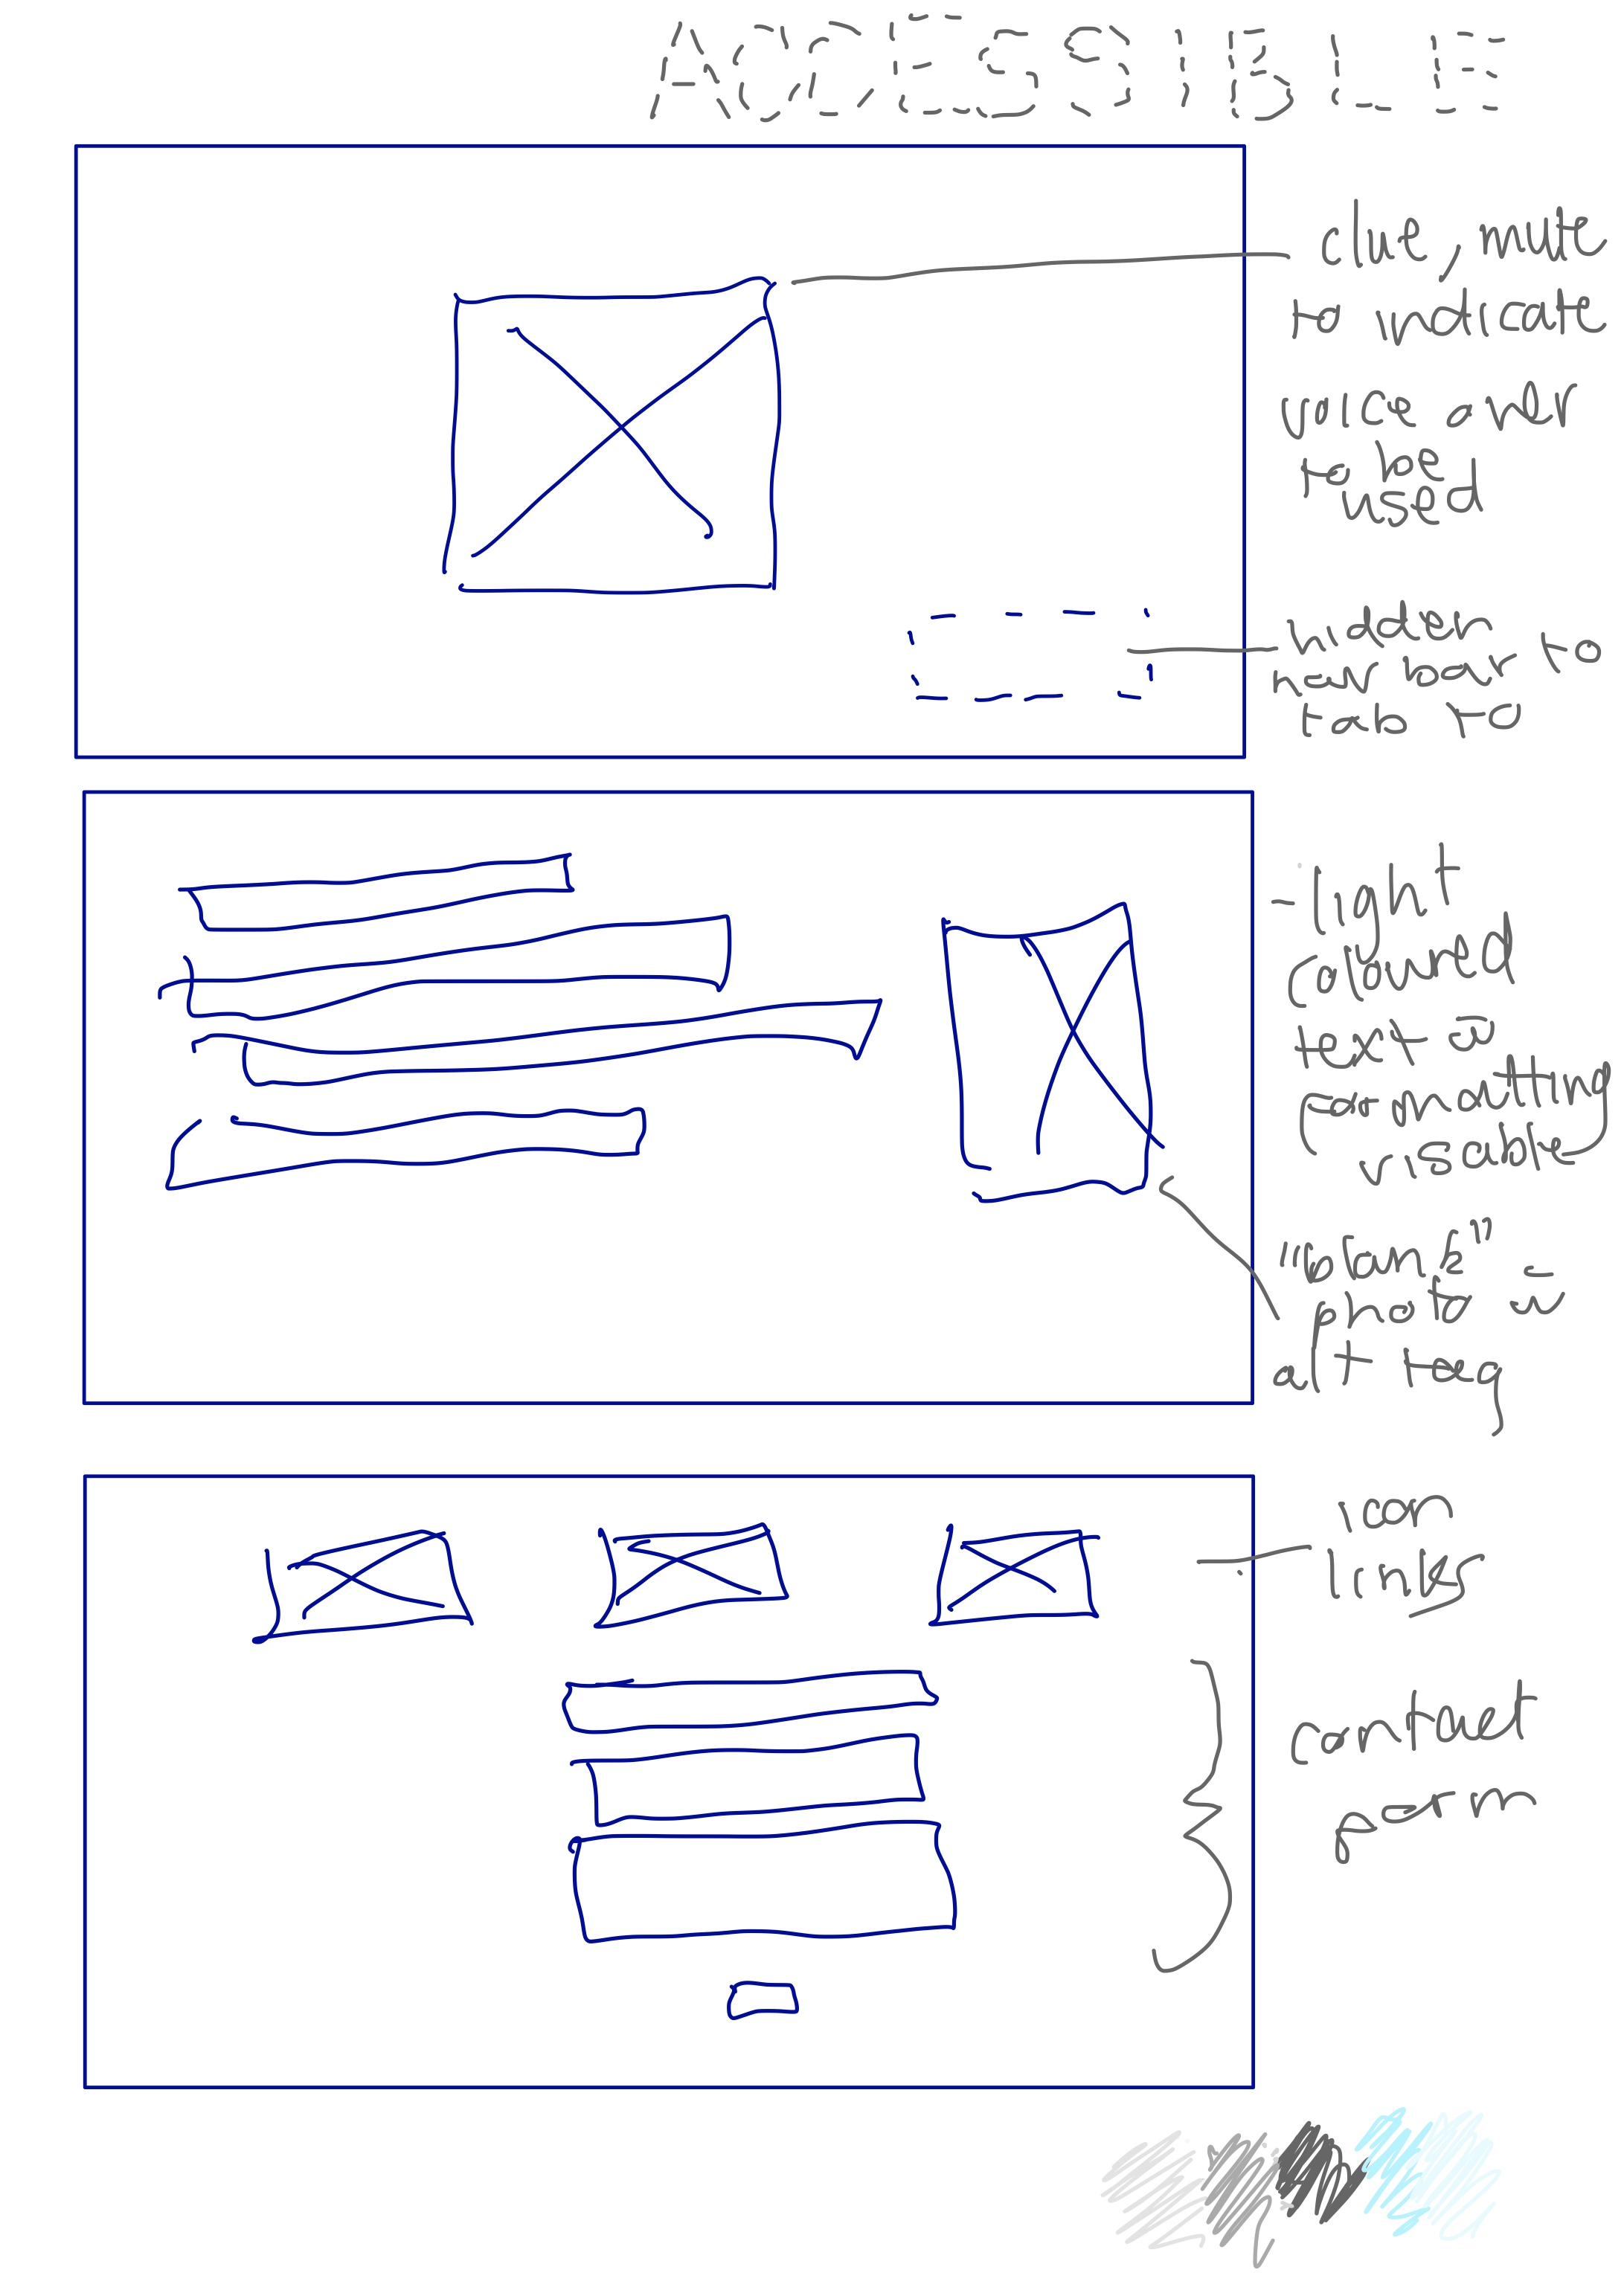 ACCESSIBLE
clue, mute
to indicate
voice over
to be
used
hidden
nav bar to
tab to
- light
coloured
text w̄
formatting
visable
"blank"
photo w̄
alt tag
icon
links
contact
form